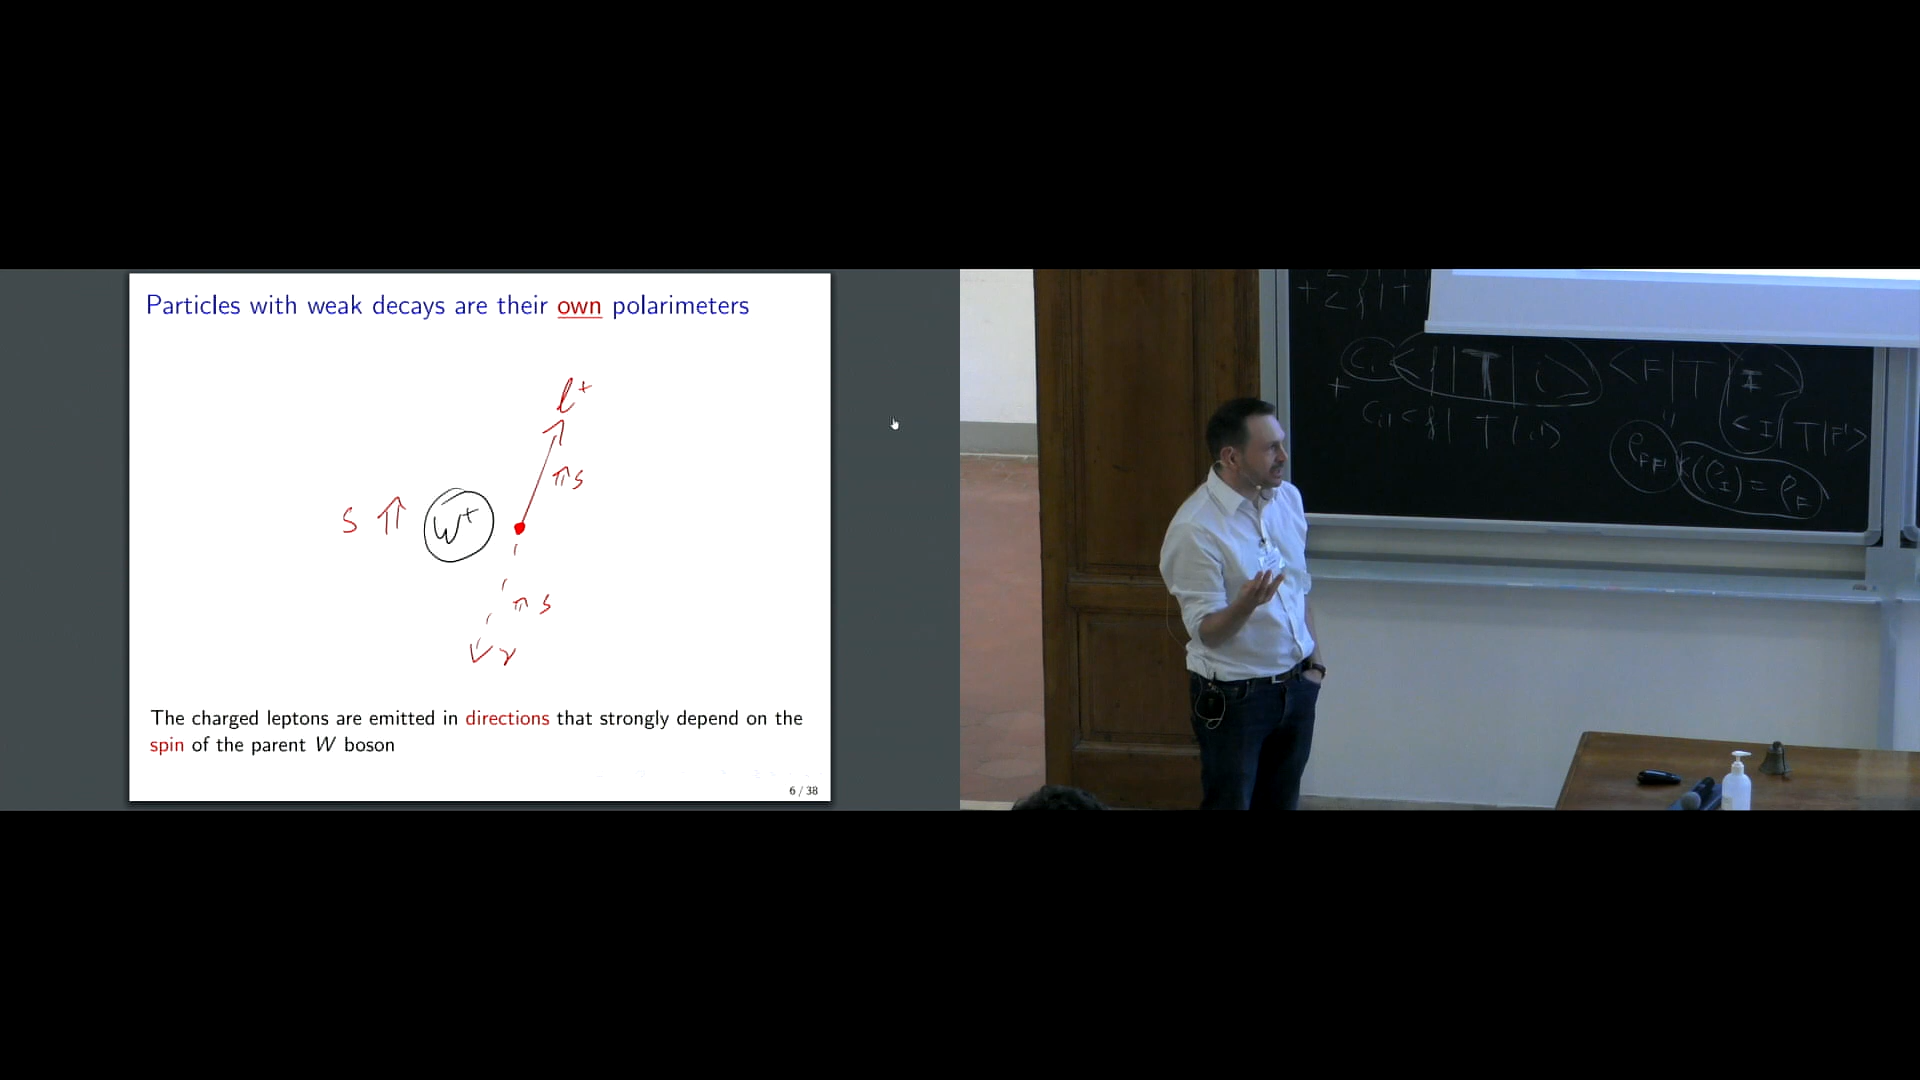 Particles with weak decays are their own polarimeters
l⁺
⇑ s
s ⇑ W⁺
⇑ s
ν
The charged leptons are emitted in directions that strongly depend on the
spin of the parent W boson
6 / 38
+
Cᵢ <f|T|i> <F|T|I>
<I|T|F'>